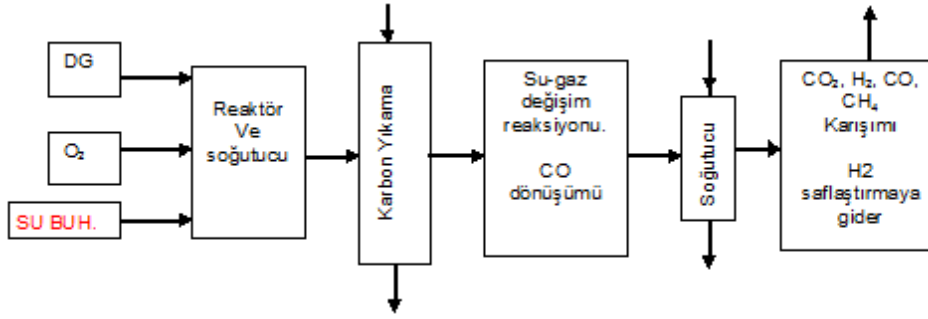 DG
O₂
SU BUH.
Reaktör
Ve
soğutucu
Karbon Yıkama
Su-gaz
değişim
reaksiyonu.
CO
dönüşümü
Soğutucu
CO₂, H₂, CO,
CH₄
Karışımı
H2
saflaştırmaya
gider